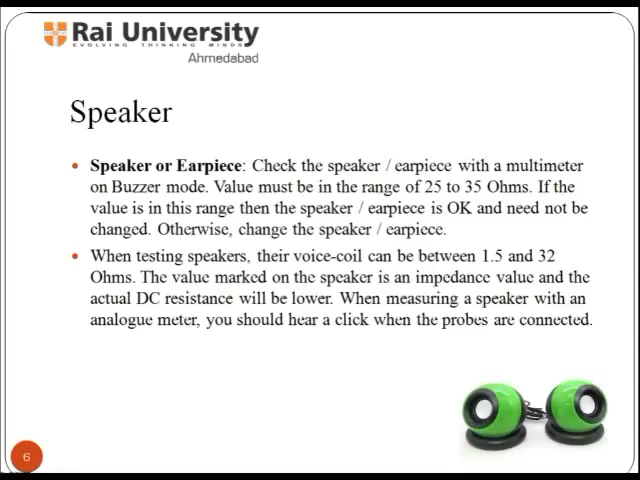 Rai University
EVOLVING THINKING MINDS
Ahmedabad
Speaker
• Speaker or Earpiece: Check the speaker / earpiece with a multimeter
on Buzzer mode. Value must be in the range of 25 to 35 Ohms. If the
value is in this range then the speaker / earpiece is OK and need not be
changed. Otherwise, change the speaker / earpiece.
• When testing speakers, their voice-coil can be between 1.5 and 32
Ohms. The value marked on the speaker is an impedance value and the
actual DC resistance will be lower. When measuring a speaker with an
analogue meter, you should hear a click when the probes are connected.
6